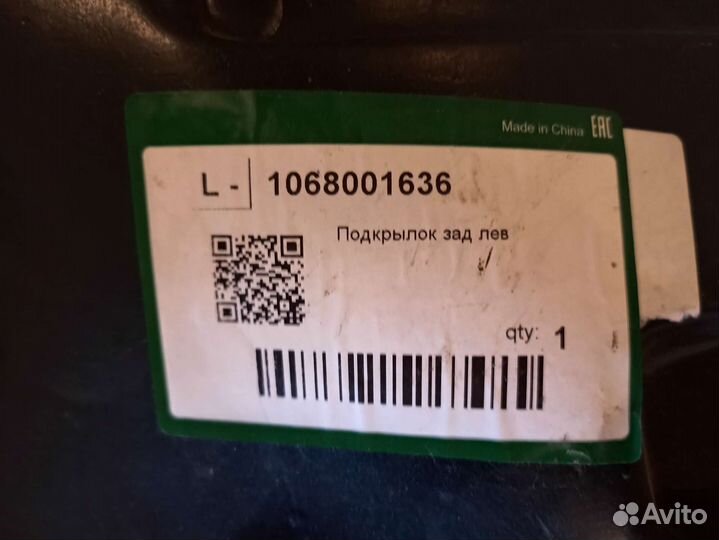 Made in China EAC
L - 1068001636
Подкрылок зад лев
qty: 1
Avito